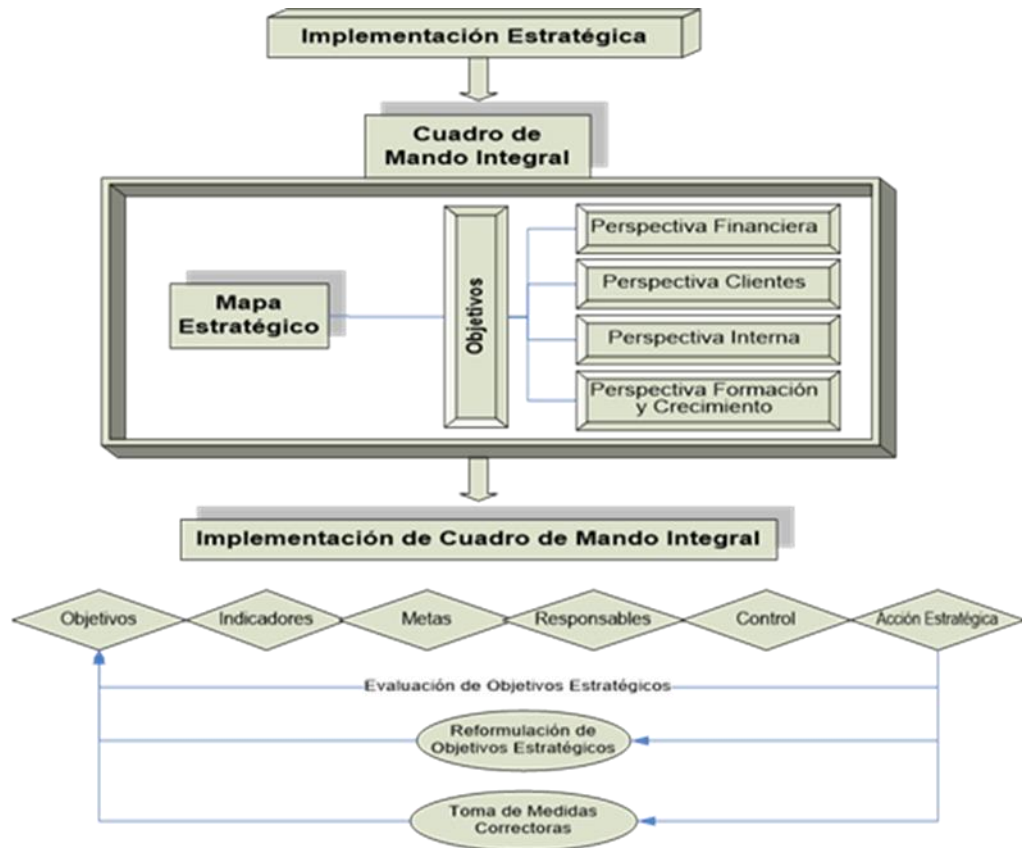 Implementación Estratégica
Cuadro de
Mando Integral
Mapa
Estratégico
Objetivos
Perspectiva Financiera
Perspectiva Clientes
Perspectiva Interna
Perspectiva Formación
y Crecimiento
Implementación de Cuadro de Mando Integral
Objetivos
Indicadores
Metas
Responsables
Control
Acción Estratégica
Evaluación de Objetivos Estratégicos
Reformulación de
Objetivos Estratégicos
Toma de Medidas
Correctoras